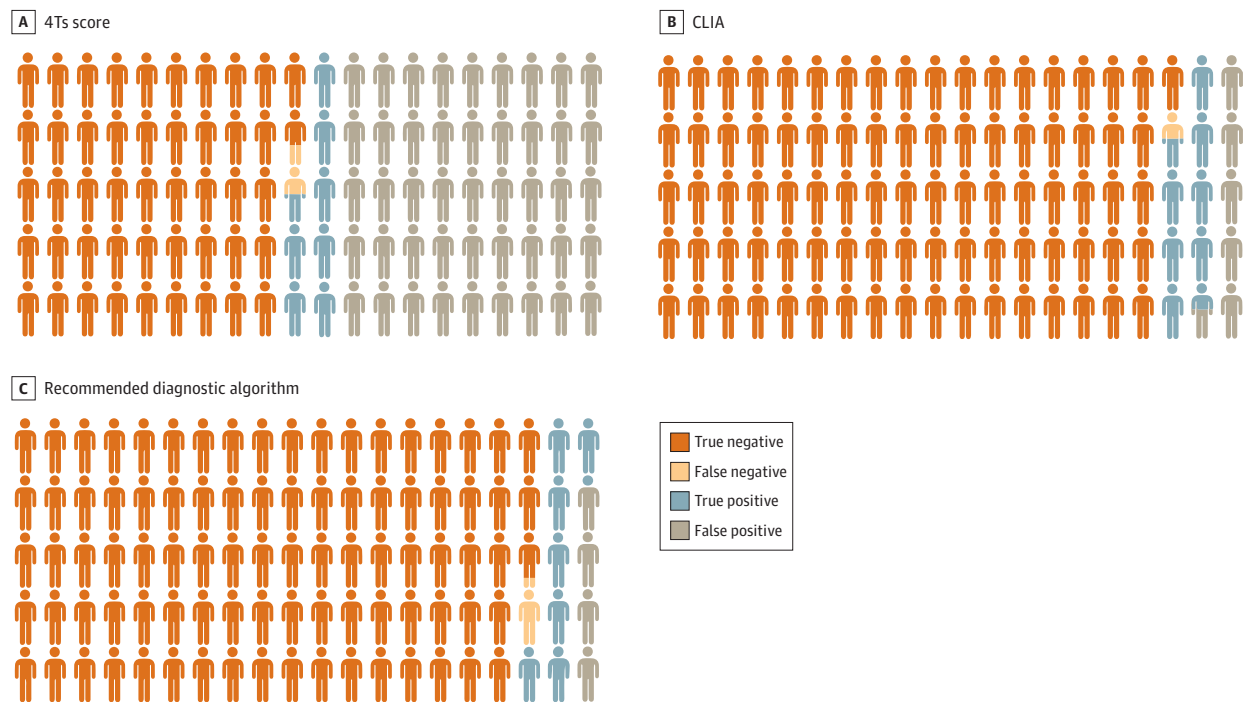 A 4Ts score
B CLIA
C Recommended diagnostic algorithm
True negative
False negative
True positive
False positive